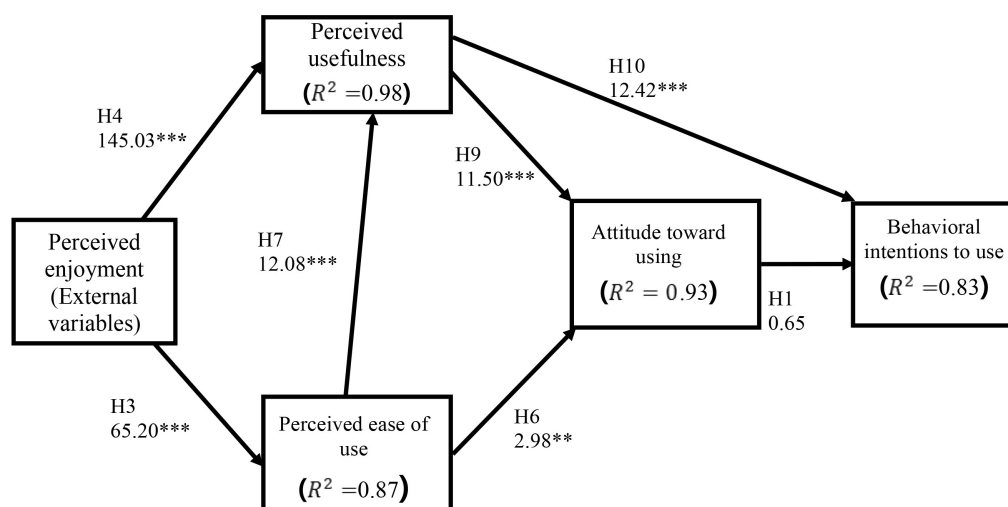 Perceived
usefulness
(R² =0.98)
H10
12.42***
H4
145.03***
H9
11.50***
H7
12.08***
Perceived
enjoyment
(External
variables)
Attitude toward
using
(R² = 0.93)
Behavioral
intentions to use
(R² =0.83)
H1
0.65
H3
65.20***
H6
2.98**
Perceived ease of
use
(R² =0.87)